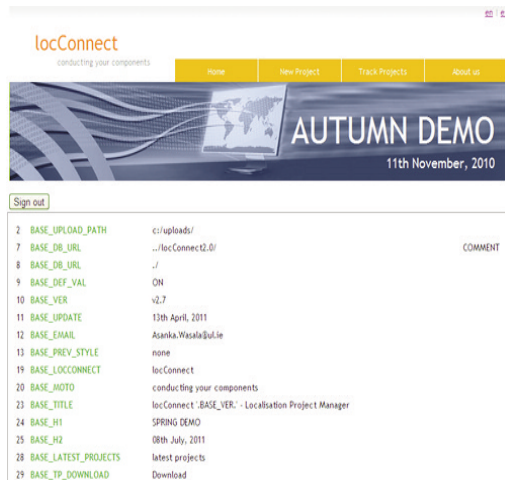 en | e
locConnect
conducting your components
Home New Project Track Projects About us
AUTUMN DEMO
11th November, 2010
Sign out
2 BASE_UPLOAD_PATH c:/uploads/
7 BASE_DB_URL ../locConnect2.0/ COMMENT
8 BASE_DB_URL ./
9 BASE_DEF_VAL ON
10 BASE_VER v2.7
11 BASE_UPDATE 13th April, 2011
12 BASE_EMAIL Asanka.Wasala@ul.ie
13 BASE_PREV_STYLE none
19 BASE_LOCCONNECT locConnect
20 BASE_MOTO conducting your components
23 BASE_TITLE locConnect '.BASE_VER.' - Localisation Project Manager
24 BASE_H1 SPRING DEMO
25 BASE_H2 08th July, 2011
28 BASE_LATEST_PROJECTS latest projects
29 BASE_TP_DOWNLOAD Download